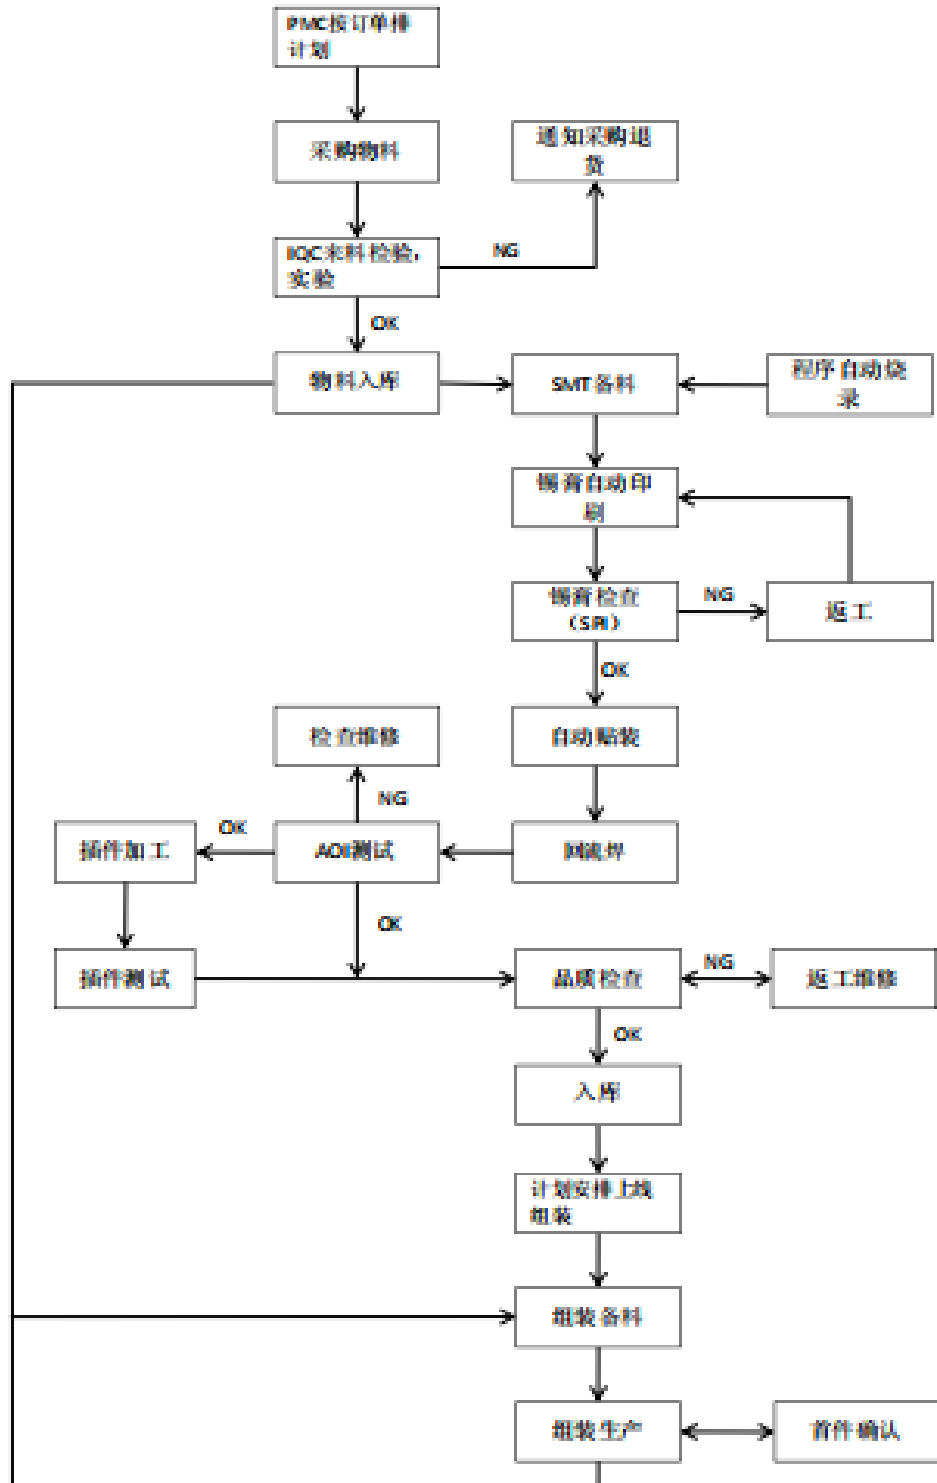 PMC按订单排
计划
采购物料
通知采购退
货
IQC来料检验，
实验
NG
OK
物料入库
SMT备料
程序自动烧
录
锡膏自动印
刷
锡膏检查
（SPI）
NG
返工
OK
检查维修
自动贴装
NG
OK
插件加工
AOI测试
回流焊
OK
插件测试
品质检查
NG
返工维修
OK
入库
计划安排上线
组装
组装备料
组装生产
首件确认